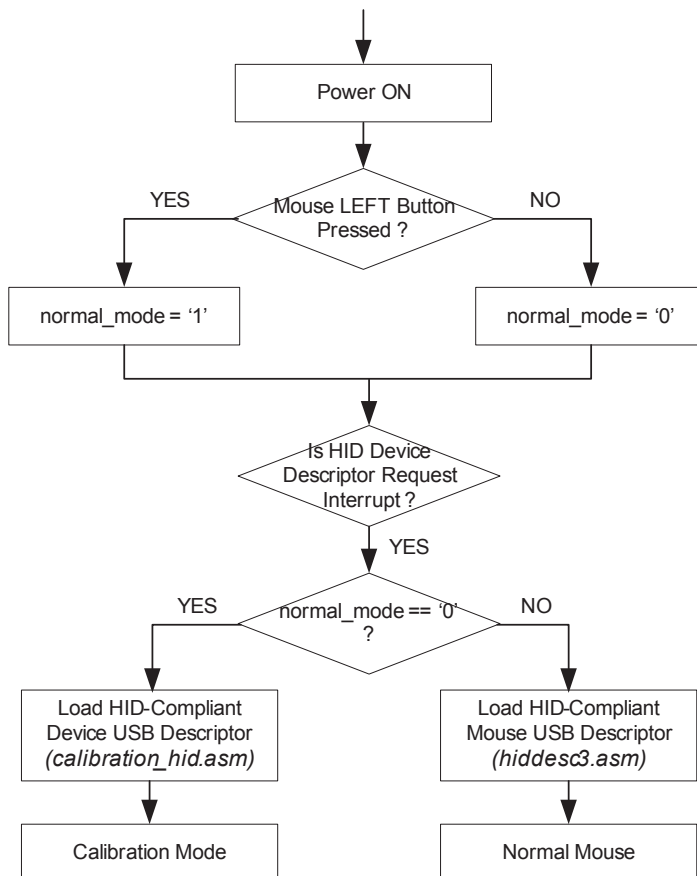 Power ON
YES
Mouse LEFT Button
NO
Pressed ?
normal_mode = ‘1’
normal_mode = ‘0’
Is HID Device
Descriptor Request
Interrupt ?
YES
YES
normal_mode == ‘0’
NO
?
Load HID-Compliant
Device USB Descriptor
(calibration_hid.asm)
Load HID-Compliant
Mouse USB Descriptor
(hiddesc3.asm)
Calibration Mode
Normal Mouse